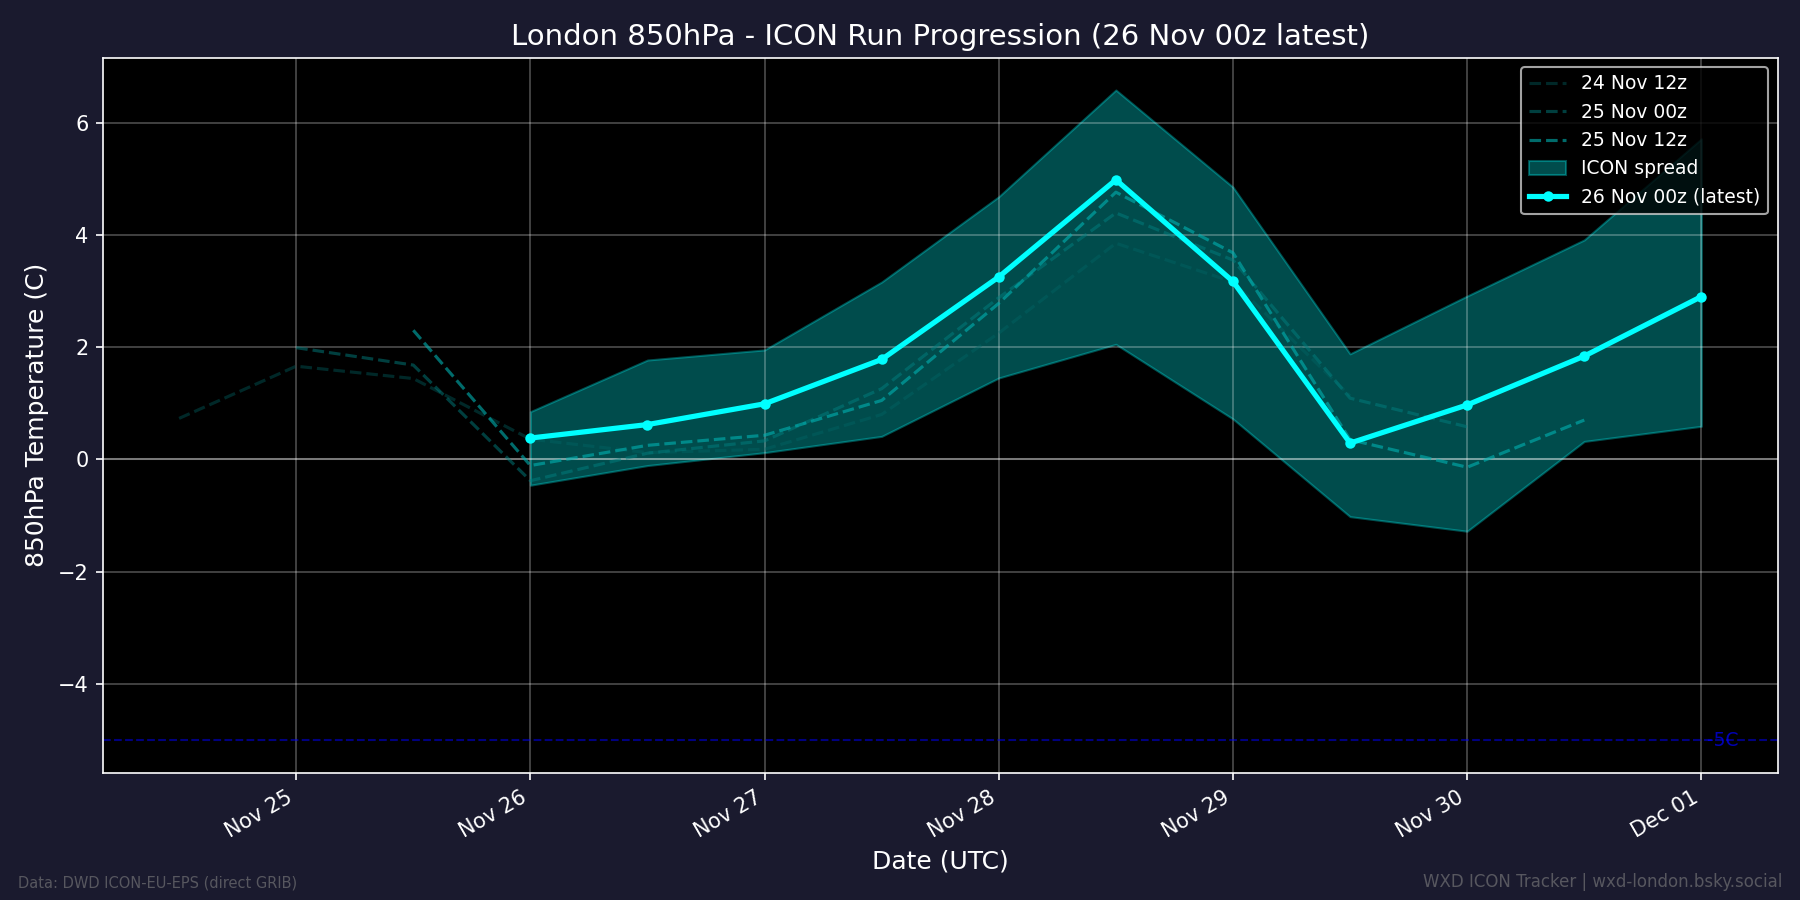 London 850hPa - ICON Run Progression (26 Nov 00z latest)
24 Nov 12z
25 Nov 00z
25 Nov 12z
ICON spread
26 Nov 00z (latest)
850hPa Temperature (C)
6
4
2
0
−2
−4
-5C
Nov 25
Nov 26
Nov 27
Nov 28
Nov 29
Nov 30
Dec 01
Date (UTC)
Data: DWD ICON-EU-EPS (direct GRIB)
WXD ICON Tracker | wxd-london.bsky.social